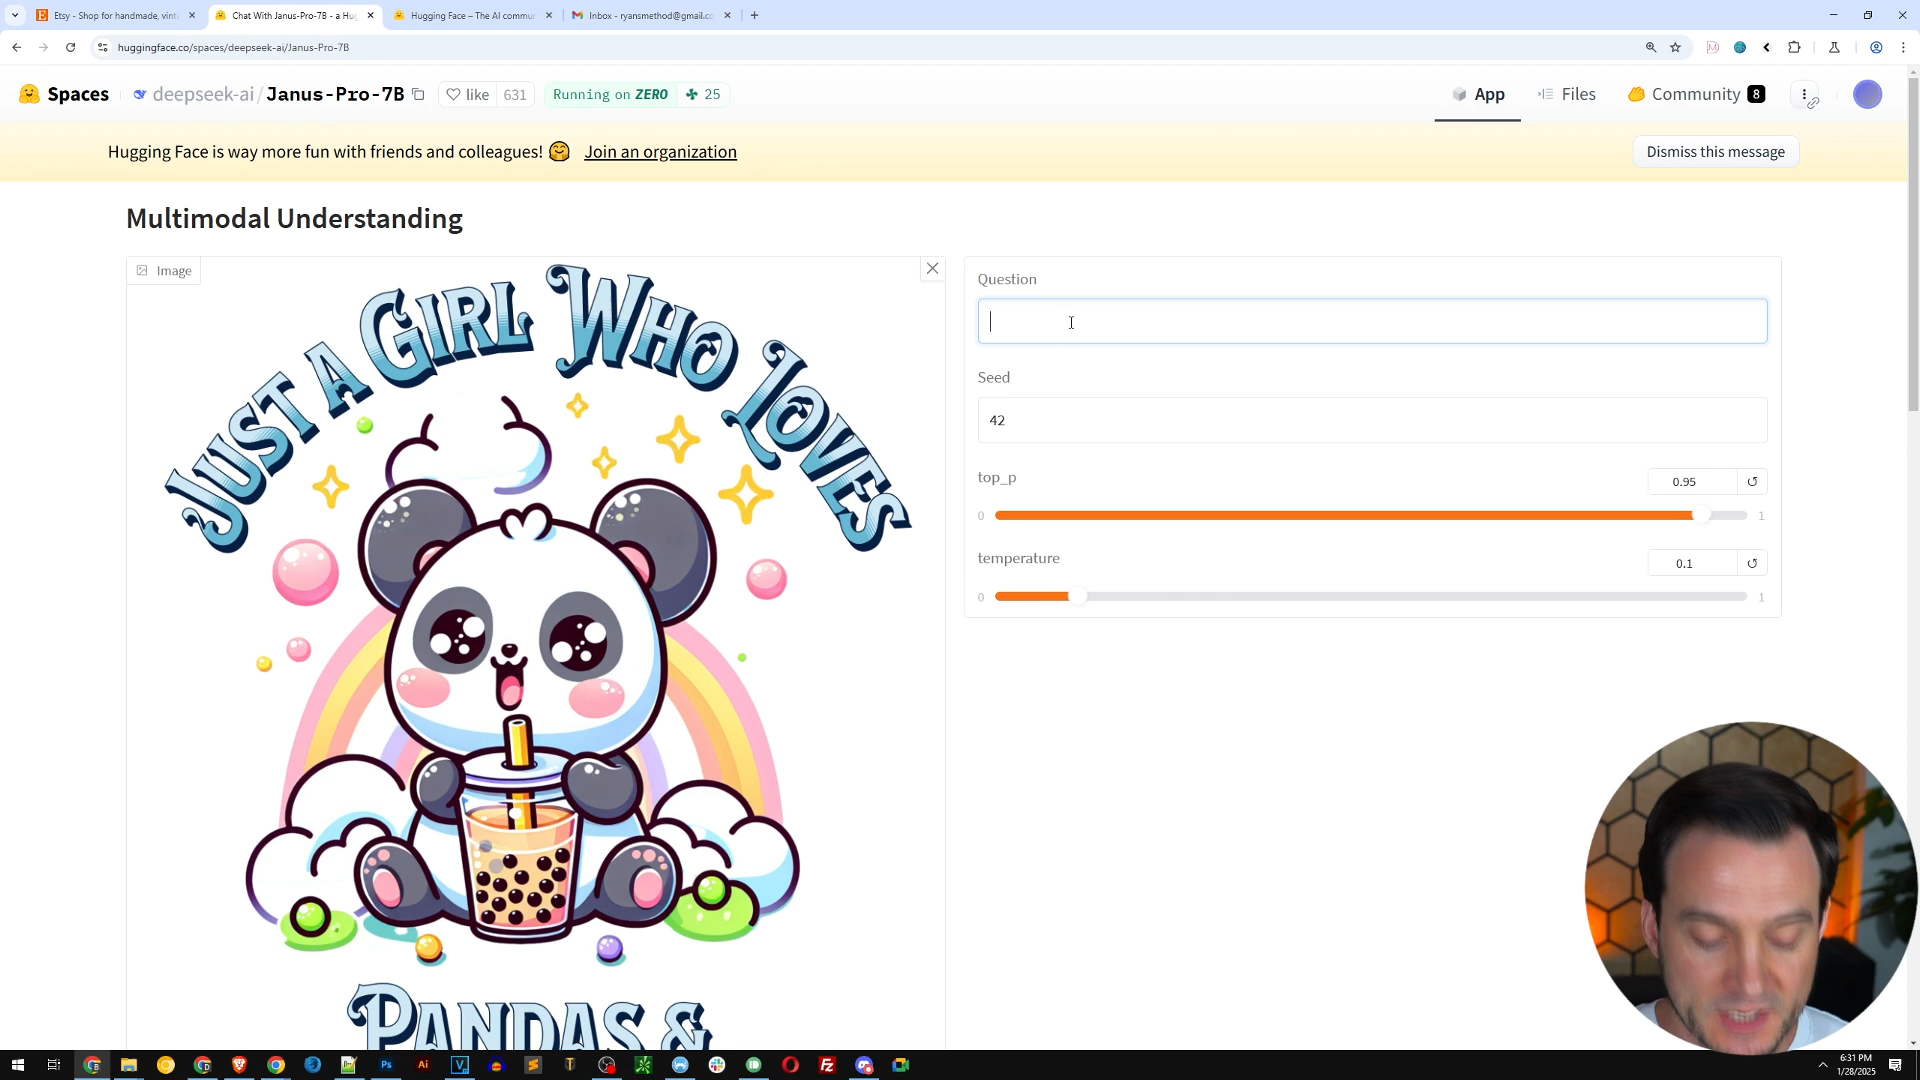 Etsy - Shop for handmade, vint
Chat With Janus-Pro-7B - a Hug
Hugging Face – The AI commun
Inbox - ryansmethod@gmail.co
huggingface.co/spaces/deepseek-ai/Janus-Pro-7B
Spaces deepseek-ai/Janus-Pro-7B like 631 Running on ZERO 25
App Files Community 8
Hugging Face is way more fun with friends and colleagues! Join an organization
Dismiss this message
Multimodal Understanding
Image
JUST A GIRL WHO LOVES
PANDAS &
Question
Seed
42
top_p
0.95
0
1
temperature
0.1
0
1
6:31 PM
1/28/2025